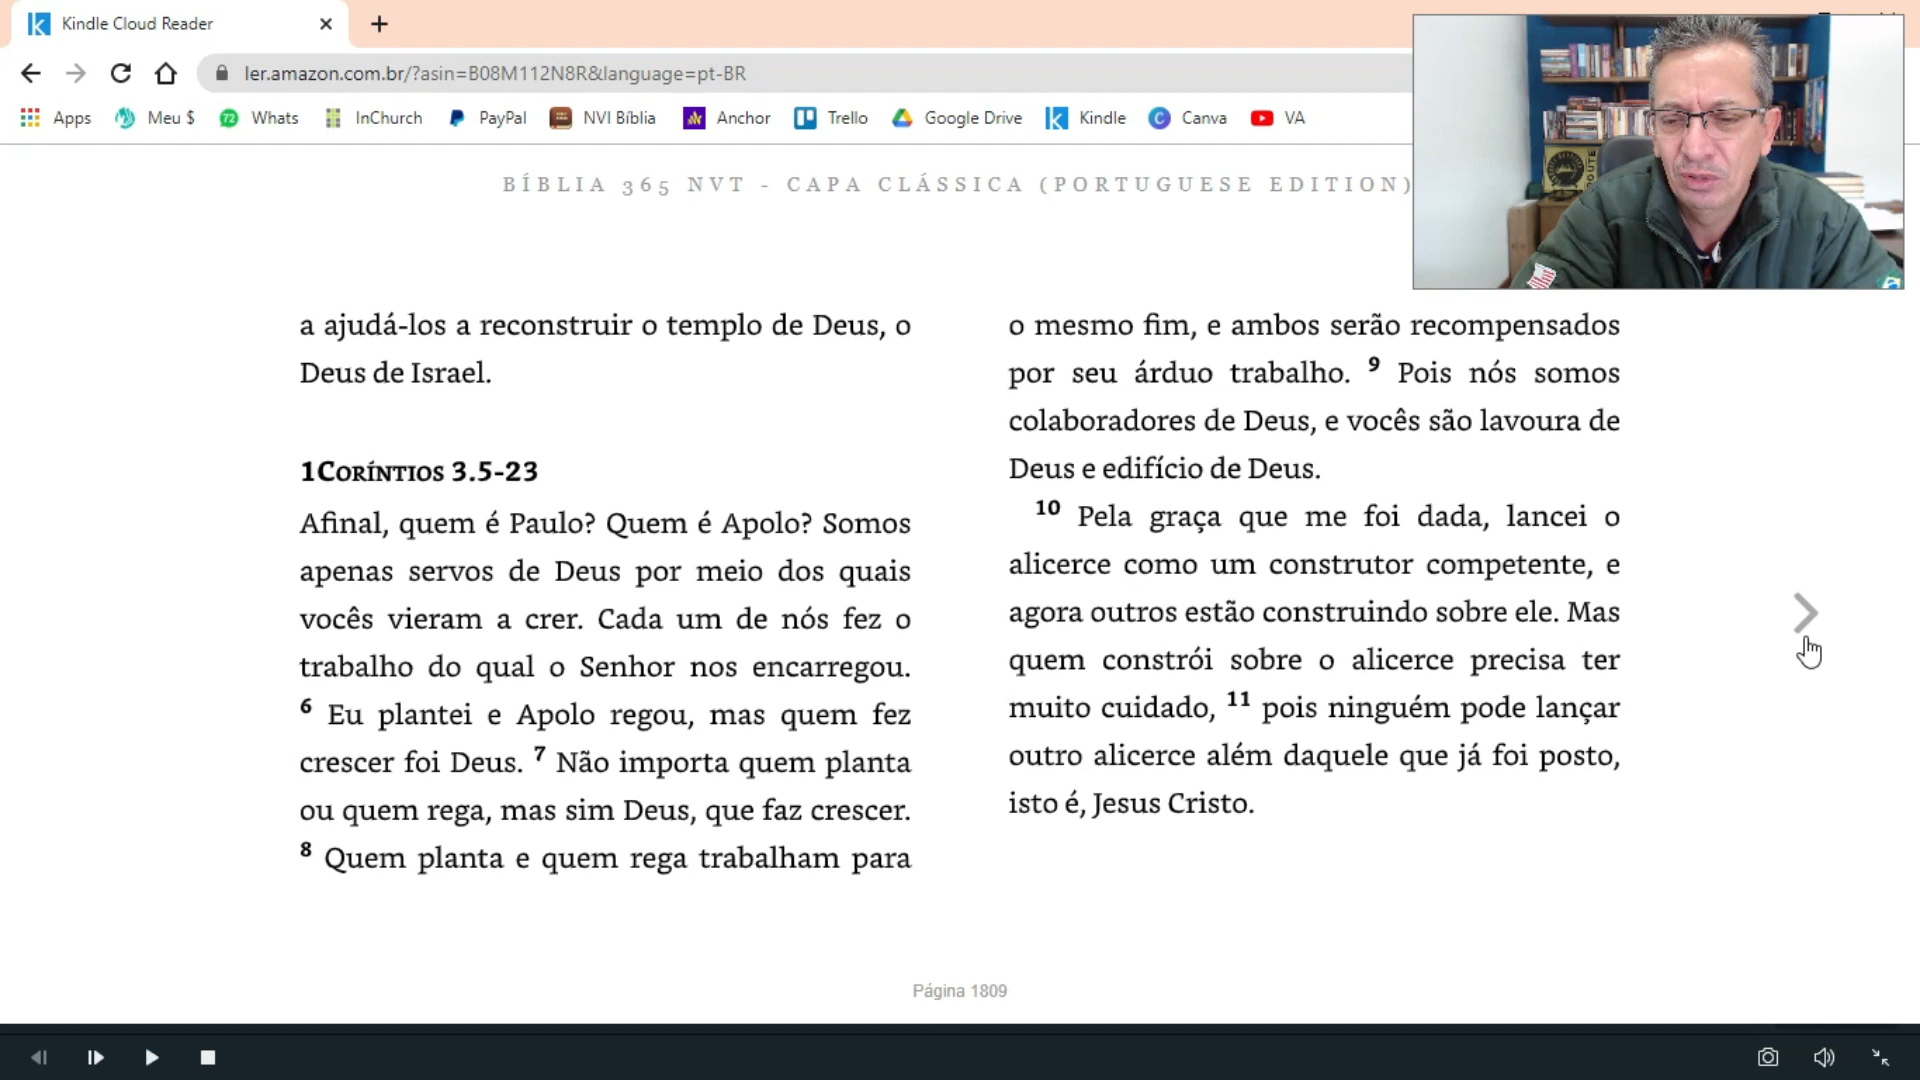 Kindle Cloud Reader
ler.amazon.com.br/?asin=B08M112N8R&language=pt-BR
Apps Meu $ Whats InChurch PayPal NVI Bíblia Anchor Trello Google Drive Kindle Canva VA
BÍBLIA 365 NVT - CAPA CLÁSSICA (PORTUGUESE EDITION)
a ajudá-los a reconstruir o templo de Deus, o
Deus de Israel.
1Coríntios 3.5-23
Afinal, quem é Paulo? Quem é Apolo? Somos
apenas servos de Deus por meio dos quais
vocês vieram a crer. Cada um de nós fez o
trabalho do qual o Senhor nos encarregou.
6 Eu plantei e Apolo regou, mas quem fez
crescer foi Deus. 7 Não importa quem planta
ou quem rega, mas sim Deus, que faz crescer.
8 Quem planta e quem rega trabalham para
o mesmo fim, e ambos serão recompensados
por seu árduo trabalho. 9 Pois nós somos
colaboradores de Deus, e vocês são lavoura de
Deus e edifício de Deus.
10 Pela graça que me foi dada, lancei o
alicerce como um construtor competente, e
agora outros estão construindo sobre ele. Mas
quem constrói sobre o alicerce precisa ter
muito cuidado, 11 pois ninguém pode lançar
outro alicerce além daquele que já foi posto,
isto é, Jesus Cristo.
Página 1809